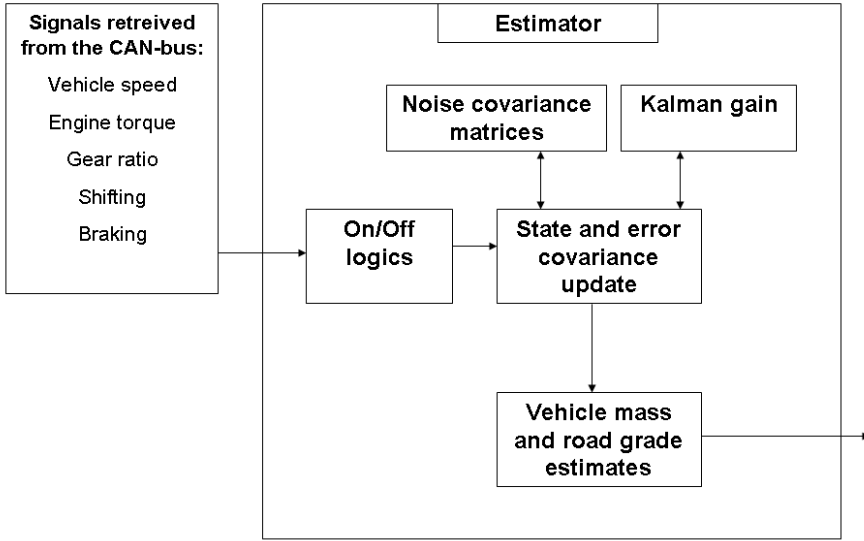 Signals retreived
from the CAN-bus:
Vehicle speed
Engine torque
Gear ratio
Shifting
Braking
Estimator
Noise covariance
matrices
Kalman gain
On/Off
logics
State and error
covariance
update
Vehicle mass
and road grade
estimates